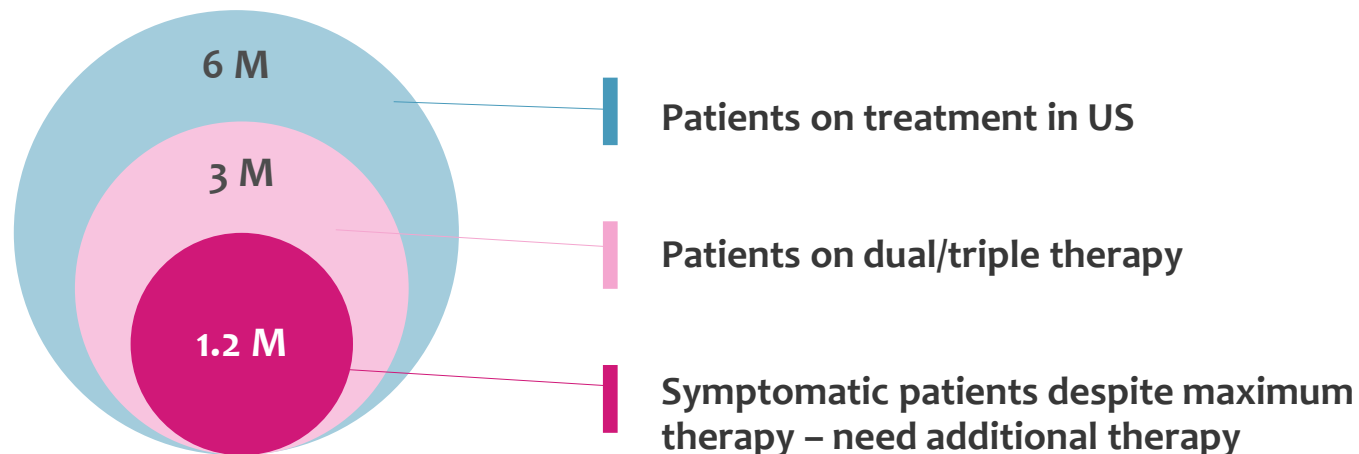 6 M
Patients on treatment in US
3 M
Patients on dual/triple therapy
1.2 M
Symptomatic patients despite maximum
therapy – need additional therapy